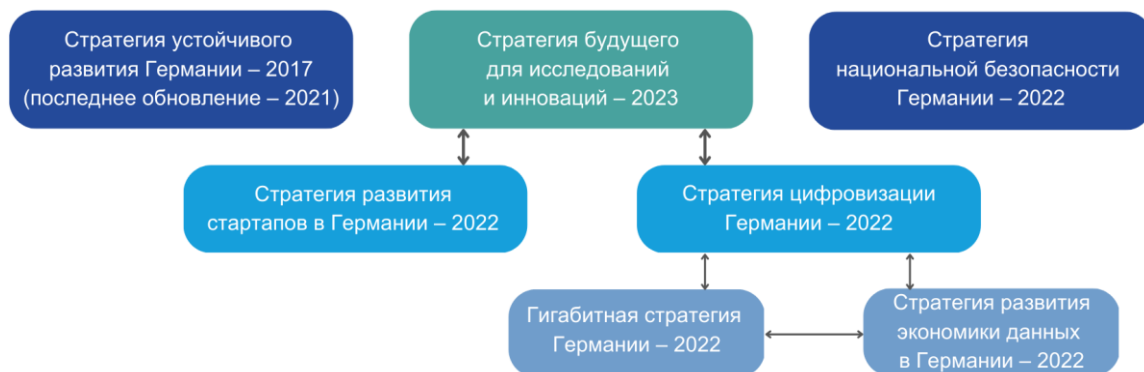 Стратегия устойчивого
развития Германии – 2017
(последнее обновление – 2021)
Стратегия будущего
для исследований
и инноваций – 2023
Стратегия
национальной безопасности
Германии – 2022
Стратегия развития
стартапов в Германии – 2022
Стратегия цифровизации
Германии – 2022
Гигабитная стратегия
Германии – 2022
Стратегия развития
экономики данных
в Германии – 2022